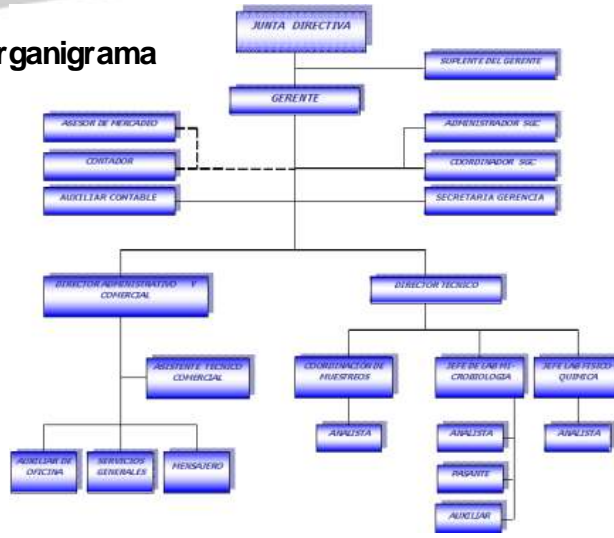 rganigrama
JUNTA DIRECTIVA
SUPLENTE DEL GERENTE
GERENTE
ASESOR DE MERCADEO
ADMINISTRADOR SGC
CONTADOR
COORDINADOR SGC
AUXILIAR CONTABLE
SECRETARIA GERENCIA
DIRECTOR ADMINISTRATIVO Y
COMERCIAL
DIRECTOR TECNICO
ASISTENTE TECNICO
COMERCIAL
COORDINACIÓN DE
MUESTREOS
JEFE DE LAB MI-
CROBIOLOGIA
JEFE LAB FISICO-
QUIMICA
ANALISTA
ANALISTA
ANALISTA
AUXILIAR DE
OFICINA
SERVICIOS
GENERALES
MENSAJERO
PASANTE
AUXILIAR